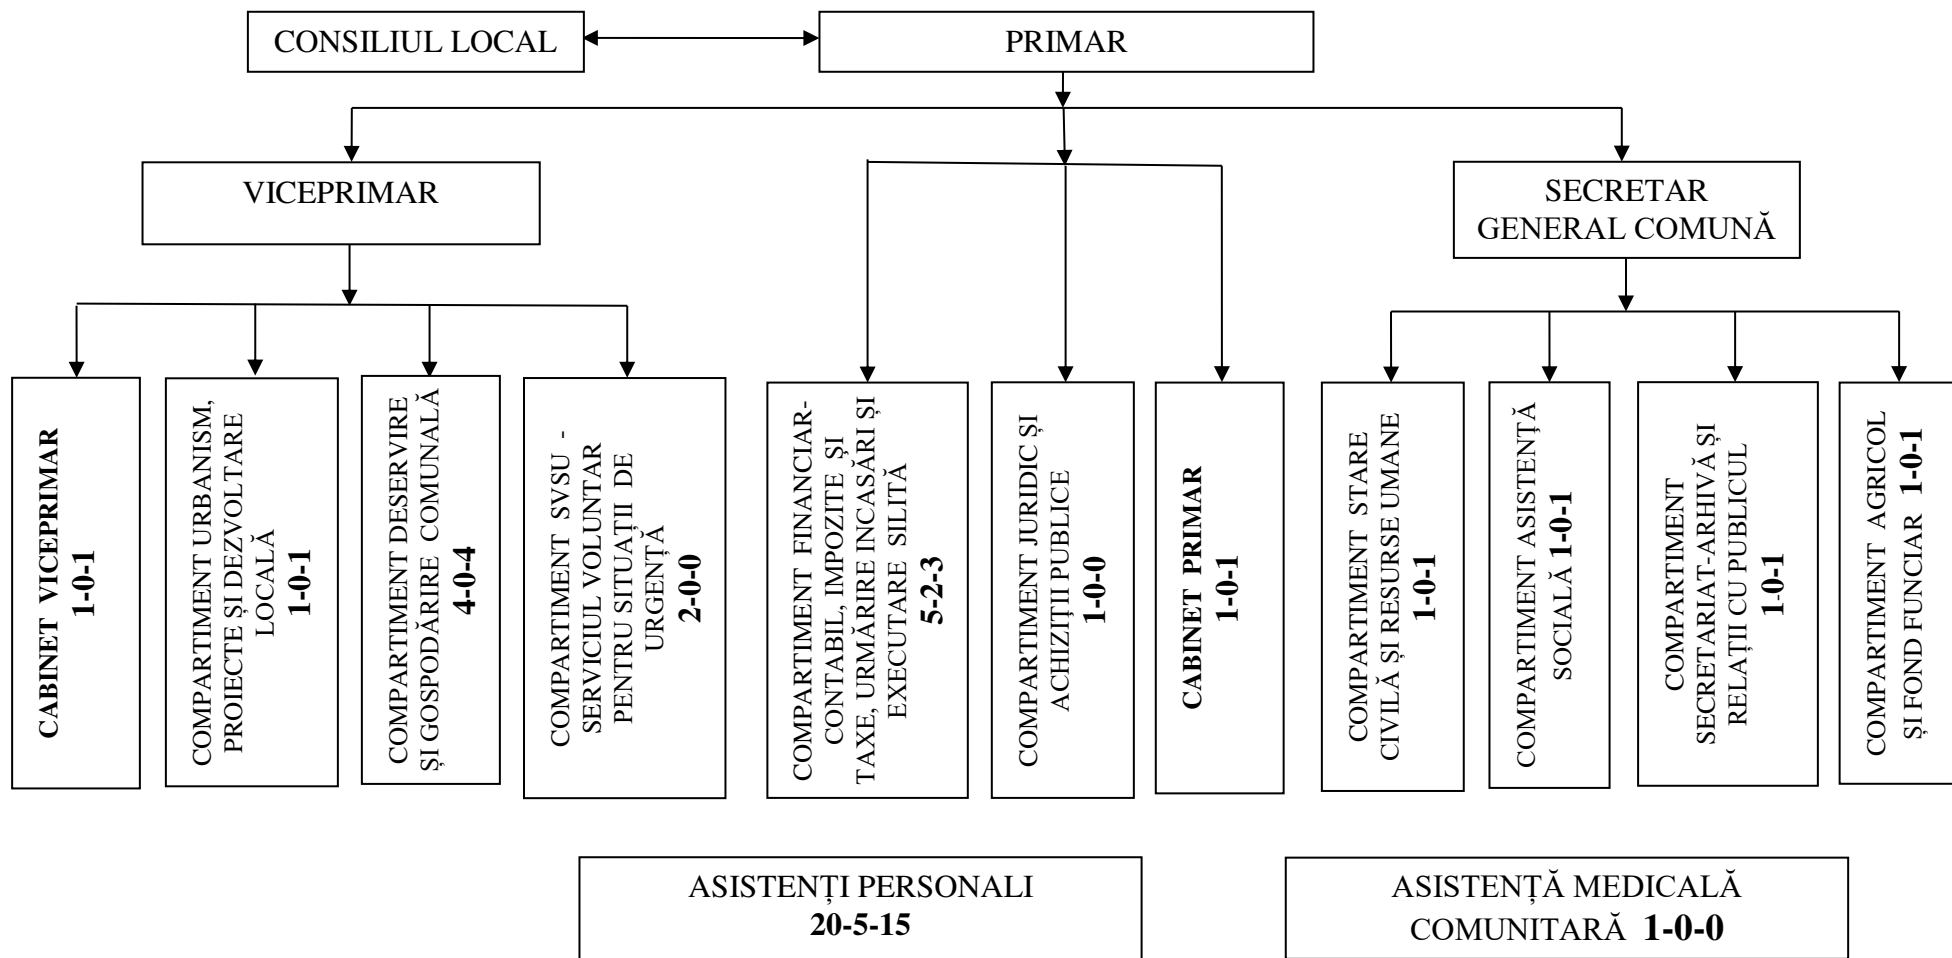 CONSILIUL LOCAL
PRIMAR
VICEPRIMAR
SECRETAR
GENERAL COMUNĂ
CABINET VICEPRIMAR
1-0-1
COMPARTIMENT URBANISM,
PROIECTE ȘI DEZVOLTARE
LOCALĂ
1-0-1
COMPARTIMENT DESERVIRE
ȘI GOSPODĂRIRE COMUNALĂ
4-0-4
COMPARTIMENT SVSU -
SERVICIUL VOLUNTAR
PENTRU SITUAȚII DE
URGENȚĂ
2-0-0
COMPARTIMENT FINANCIAR-
CONTABIL, IMPOZITE ȘI
TAXE, URMĂRIRE INCASĂRI ȘI
EXECUTARE SILITĂ
5-2-3
COMPARTIMENT JURIDIC ȘI
ACHIZIȚII PUBLICE
1-0-0
CABINET PRIMAR
1-0-1
COMPARTIMENT STARE
CIVILĂ ȘI RESURSE UMANE
1-0-1
COMPARTIMENT ASISTENȚĂ
SOCIALĂ 1-0-1
COMPARTIMENT
SECRETARIAT-ARHIVĂ ȘI
RELAȚII CU PUBLICUL
1-0-1
COMPARTIMENT AGRICOL
ȘI FOND FUNCIAR 1-0-1
ASISTENȚI PERSONALI
20-5-15
ASISTENȚĂ MEDICALĂ
COMUNITARĂ 1-0-0